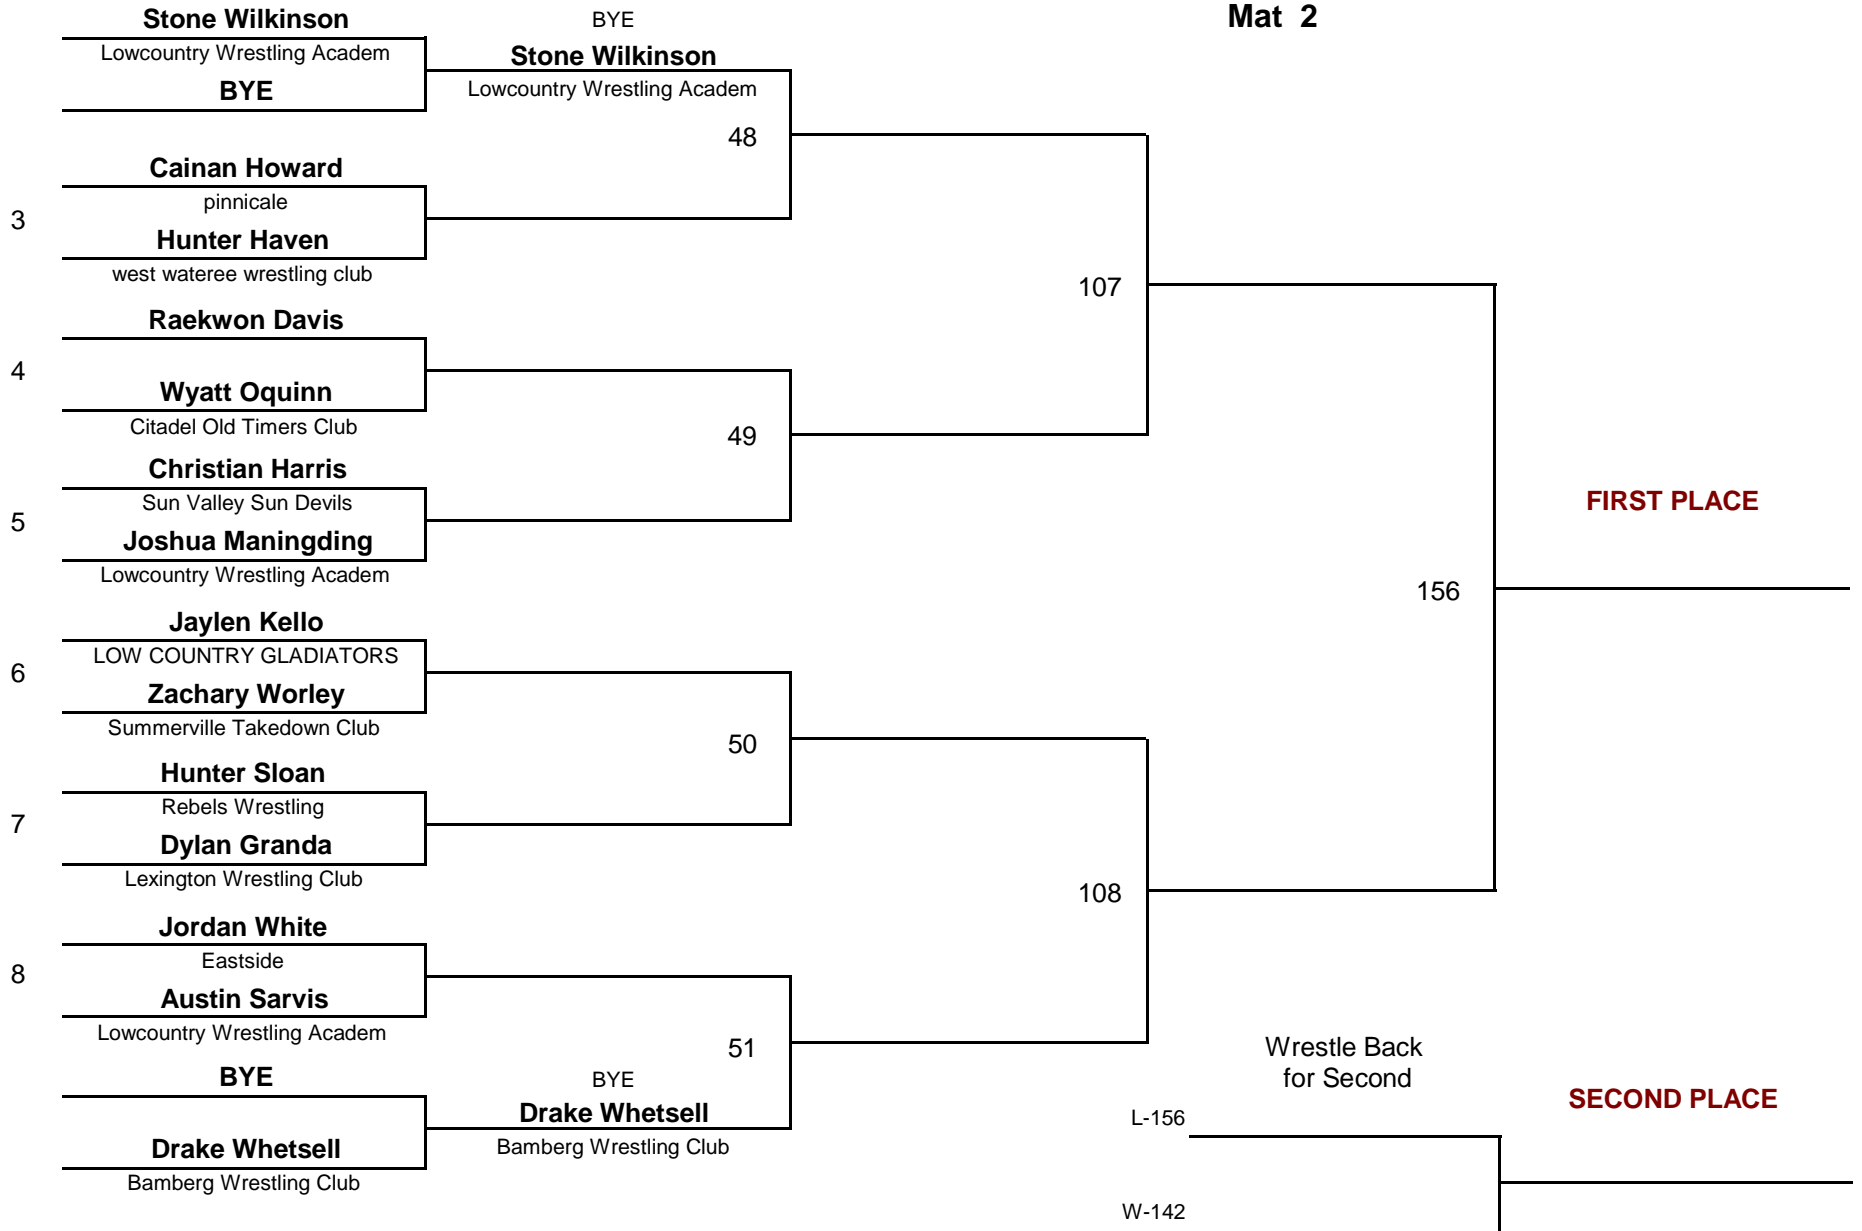 Mat 2
Stone Wilkinson
Lowcountry Wrestling Academ
BYE
BYE
Stone Wilkinson
Lowcountry Wrestling Academ
48
3
Cainan Howard
pinnicale
Hunter Haven
west wateree wrestling club
107
4
Raekwon Davis
Wyatt Oquinn
Citadel Old Timers Club
49
5
Christian Harris
Sun Valley Sun Devils
Joshua Maningding
Lowcountry Wrestling Academ
FIRST PLACE
156
6
Jaylen Kello
LOW COUNTRY GLADIATORS
Zachary Worley
Summerville Takedown Club
50
7
Hunter Sloan
Rebels Wrestling
Dylan Granda
Lexington Wrestling Club
108
8
Jordan White
Eastside
Austin Sarvis
Lowcountry Wrestling Academ
51
BYE
Drake Whetsell
Bamberg Wrestling Club
BYE
Drake Whetsell
Bamberg Wrestling Club
Wrestle Back
for Second
SECOND PLACE
L-156
W-142